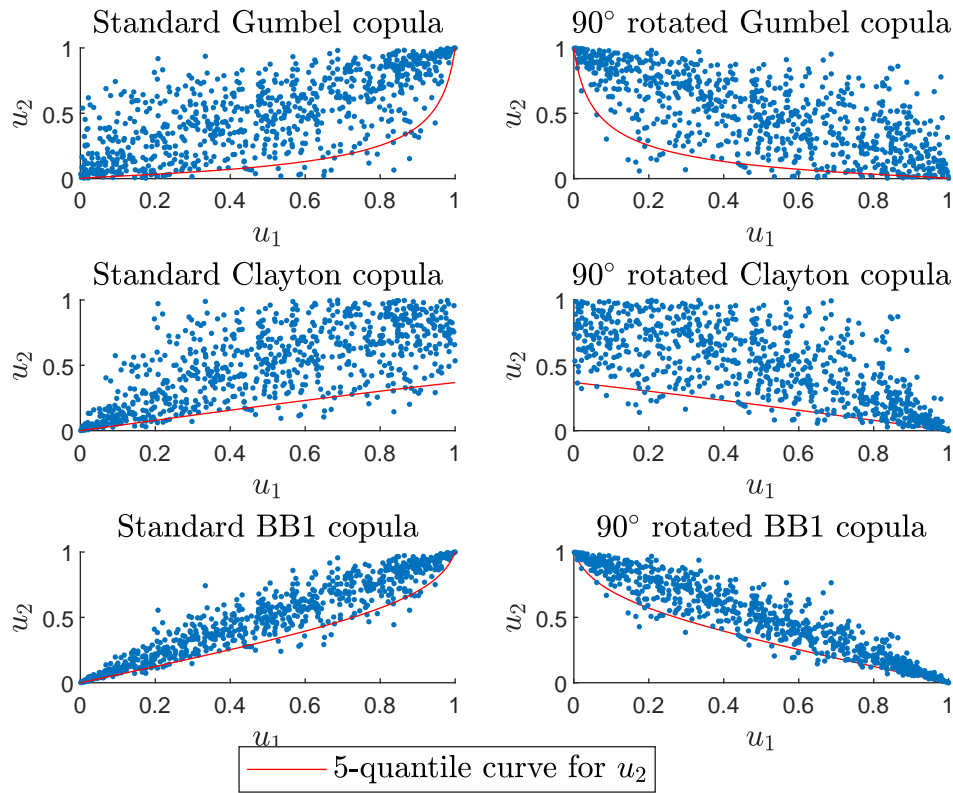 Standard Gumbel copula
90° rotated Gumbel copula
1
0.5
0
u2
0 0.2 0.4 0.6 0.8 1
u1
1
0.5
0
u2
0 0.2 0.4 0.6 0.8 1
u1
Standard Clayton copula
90° rotated Clayton copula
1
0.5
0
u2
0 0.2 0.4 0.6 0.8 1
u1
1
0.5
0
u2
0 0.2 0.4 0.6 0.8 1
u1
Standard BB1 copula
90° rotated BB1 copula
1
0.5
0
u2
0 0.2 0.4 0.6 0.8 1
u1
1
0.5
0
u2
0 0.2 0.4 0.6 0.8 1
u1
5-quantile curve for u2